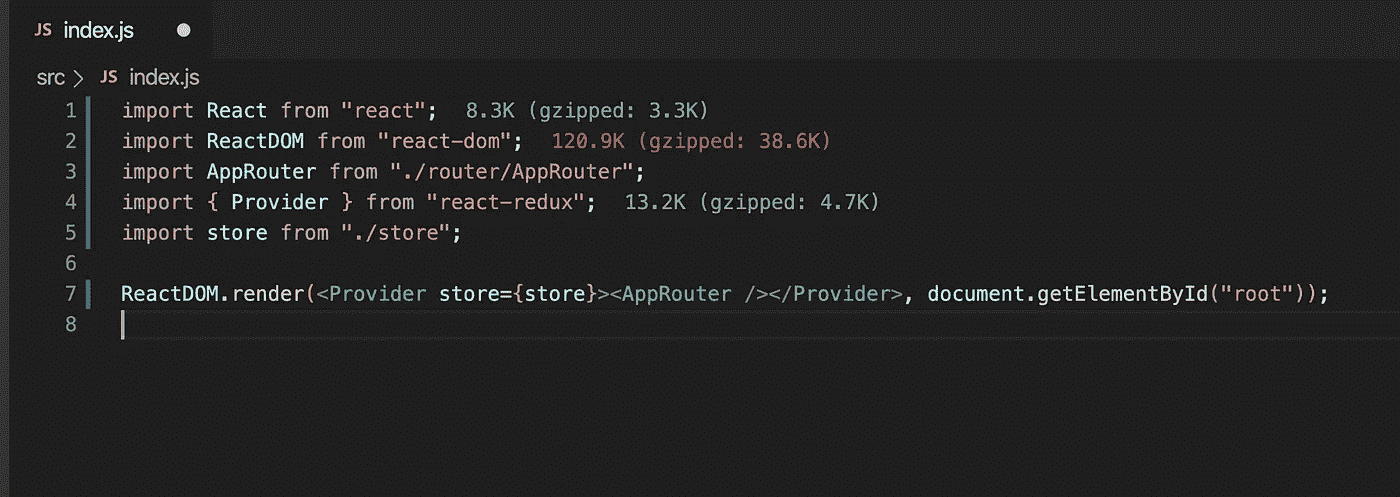 JS index.js
src > JS index.js
1 import React from "react"; 8.3K (gzipped: 3.3K)
2 import ReactDOM from "react-dom"; 120.9K (gzipped: 38.6K)
3 import AppRouter from "./router/AppRouter";
4 import { Provider } from "react-redux"; 13.2K (gzipped: 4.7K)
5 import store from "./store";
6
7 ReactDOM.render(<Provider store={store}><AppRouter /></Provider>, document.getElementById("root"));
8